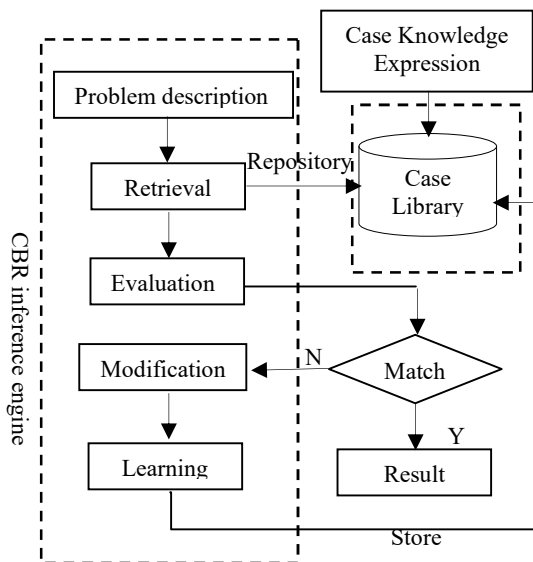 Case Knowledge
Expression
Problem description
Repository
Retrieval
Case
Library
CBR inference engine
Evaluation
N
Modification
Match
Y
Learning
Result
Store